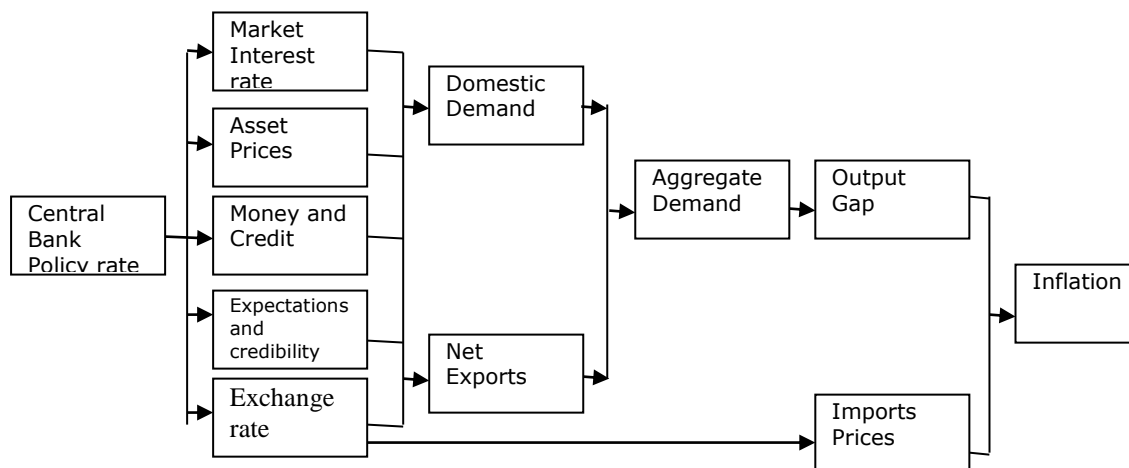 Market
Interest
rate
Asset
Prices
Money and
Credit
Expectations
and
credibility
Exchange
rate
Central
Bank
Policy rate
Domestic
Demand
Net
Exports
Aggregate
Demand
Output
Gap
Imports
Prices
Inflation